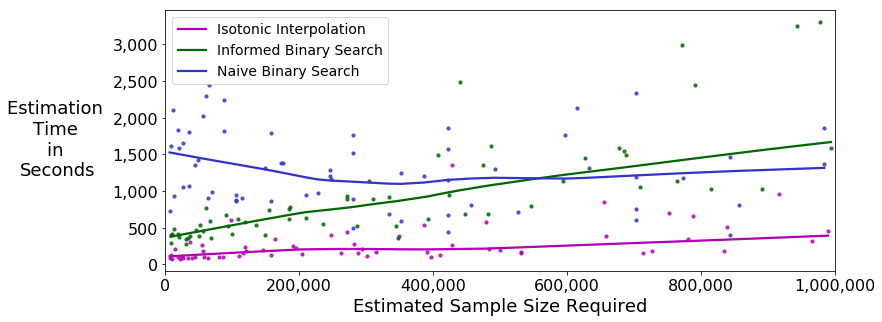 Isotonic Interpolation
Informed Binary Search
Naive Binary Search
Estimation
Time
in
Seconds
3,000
2,500
2,000
1,500
1,000
500
0
0
200,000
400,000
600,000
800,000
1,000,000
Estimated Sample Size Required